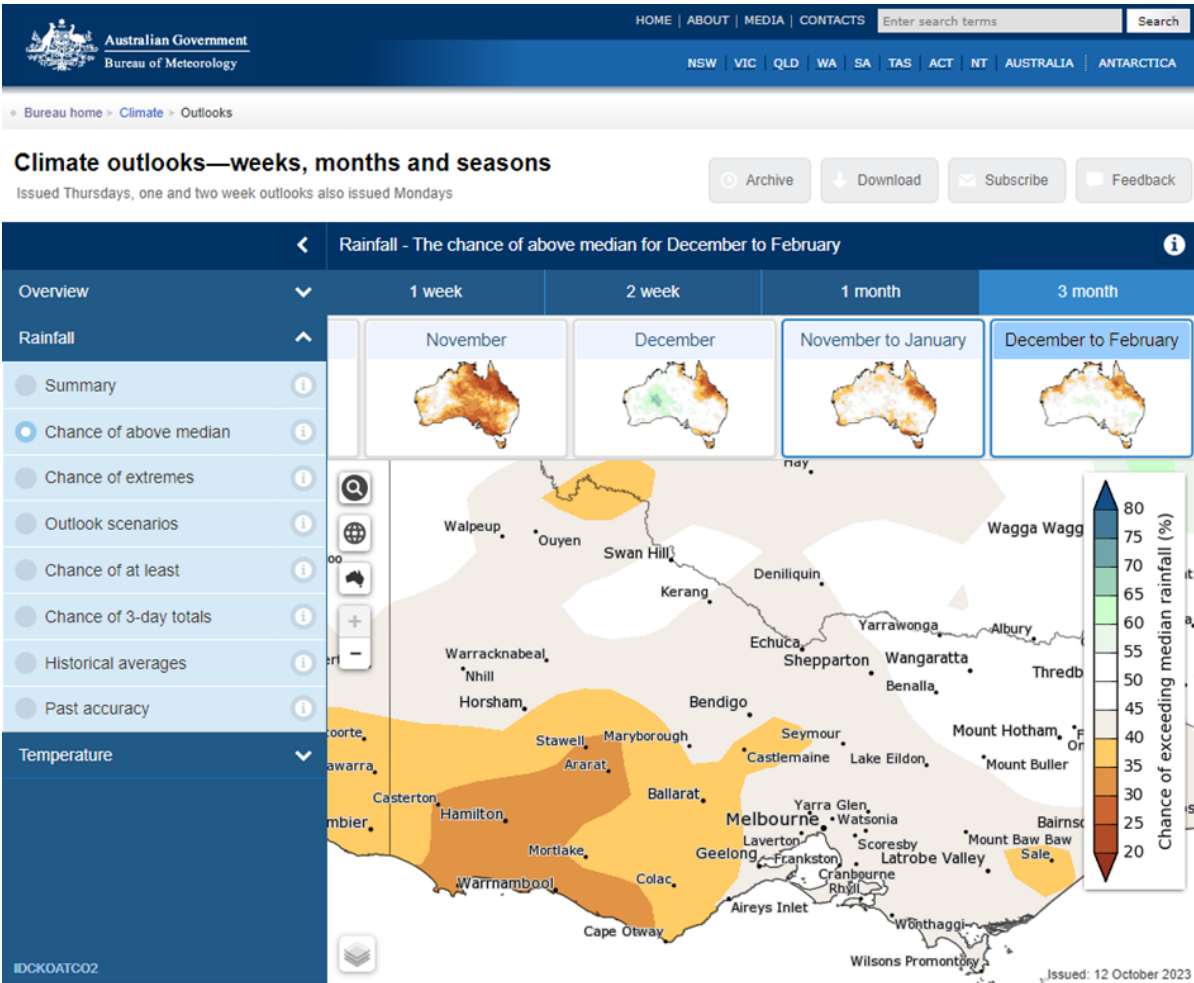 HOME | ABOUT | MEDIA | CONTACTS Enter search terms Search
Australian Government
Bureau of Meteorology
NSW VIC QLD WA SA TAS ACT NT AUSTRALIA ANTARCTICA
Bureau home > Climate > Outlooks
Climate outlooks—weeks, months and seasons
Issued Thursdays, one and two week outlooks also issued Mondays
Archive Download Subscribe Feedback
Rainfall - The chance of above median for December to February
Overview
1 week 2 week 1 month 3 month
Rainfall
November December November to January December to February
Summary
Chance of above median
Chance of extremes
Outlook scenarios
Chance of at least
Chance of 3-day totals
Historical averages
Past accuracy
Temperature
IDCKOATCO2
Hay
Walpeup
Ouyen
Swan Hill
Wagga Wagg
Deniliquin
Kerang
Yarrawonga
Albury
Echuca
Shepparton
Wangaratta
Warracknabeal
Nhill
Benalla
Thredb
Horsham
Bendigo
oorte
Stawell
Maryborough
Seymour
Mount Hotham
awarra
Ararat
Castlemaine
Lake Eildon
Mount Buller
Casterton
Hamilton
Ballarat
Yarra Glen
mbier
Melbourne
Watsonia
Bairnsc
Laverton
Scoresby
Mount Baw Baw
Mortlake
Geelong
Frankston
Latrobe Valley
Sale
Cranbourne
Warrnambool
Colac
Rhyll
Aireys Inlet
Cape Otway
Wonthaggi
Wilsons Promontory
80
75
70
65
60
55
50
45
40
35
30
25
20
Chance of exceeding median rainfall (%)
Issued: 12 October 2023